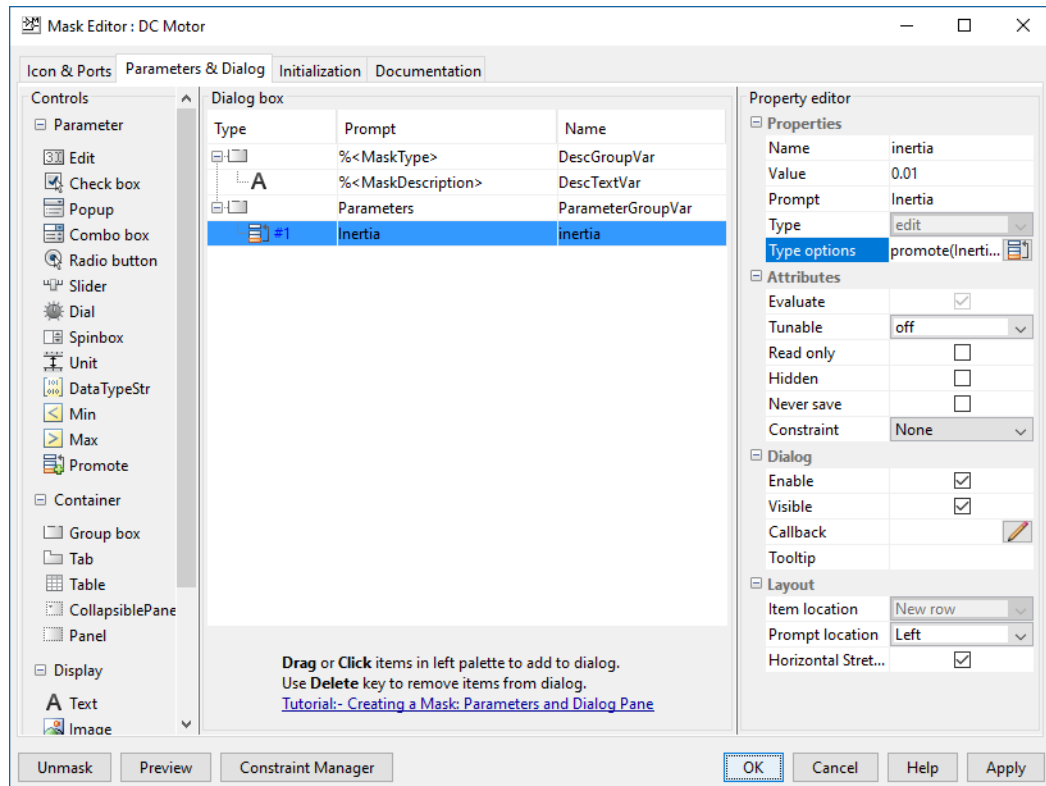 Mask Editor : DC Motor
Icon & Ports Parameters & Dialog Initialization Documentation
Controls
Parameter
Edit
Check box
Popup
Combo box
Radio button
Slider
Dial
Spinbox
Unit
DataTypeStr
Min
Max
Promote
Container
Group box
Tab
Table
CollapsiblePane
Panel
Display
A Text
Image
Dialog box
Type Prompt Name
%<MaskType> DescGroupVar
A %<MaskDescription> DescTextVar
Parameters ParameterGroupVar
#1 Inertia inertia
Drag or Click items in left palette to add to dialog.
Use Delete key to remove items from dialog.
Tutorial:- Creating a Mask: Parameters and Dialog Pane
Property editor
Properties
Name inertia
Value 0.01
Prompt Inertia
Type edit
Type options promote(Inerti...
Attributes
Evaluate
Tunable off
Read only
Hidden
Never save
Constraint None
Dialog
Enable
Visible
Callback
Tooltip
Layout
Item location New row
Prompt location Left
Horizontal Stret...
Unmask Preview Constraint Manager OK Cancel Help Apply